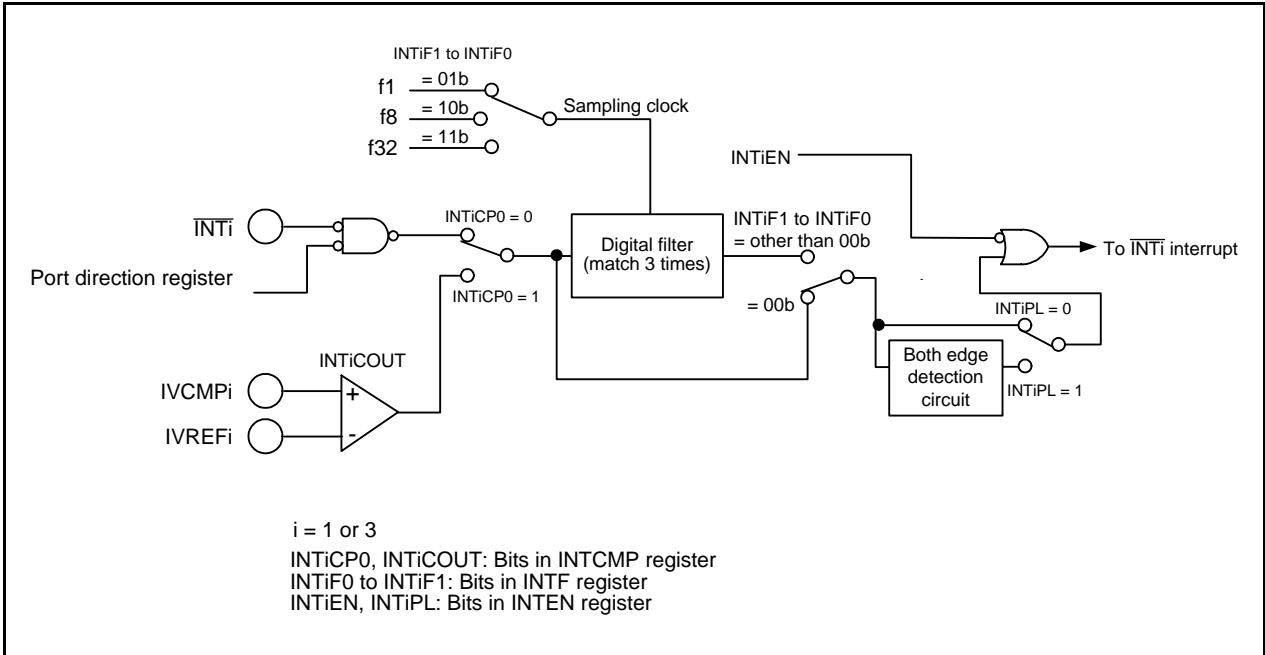 INTiF1 to INTiF0
f1 = 01b
f8 = 10b
f32 = 11b
Sampling clock
INTiEN
INTi
Port direction register
INTiCP0 = 0
INTiCP0 = 1
Digital filter
(match 3 times)
INTiF1 to INTiF0
= other than 00b
= 00b
To INTi interrupt
INTiPL = 0
INTiPL = 1
Both edge
detection
circuit
INTiCOUT
IVCMPi
+
IVREFi
-
i = 1 or 3
INTiCP0, INTiCOUT: Bits in INTCMP register
INTiF0 to INTiF1: Bits in INTF register
INTiEN, INTiPL: Bits in INTEN register